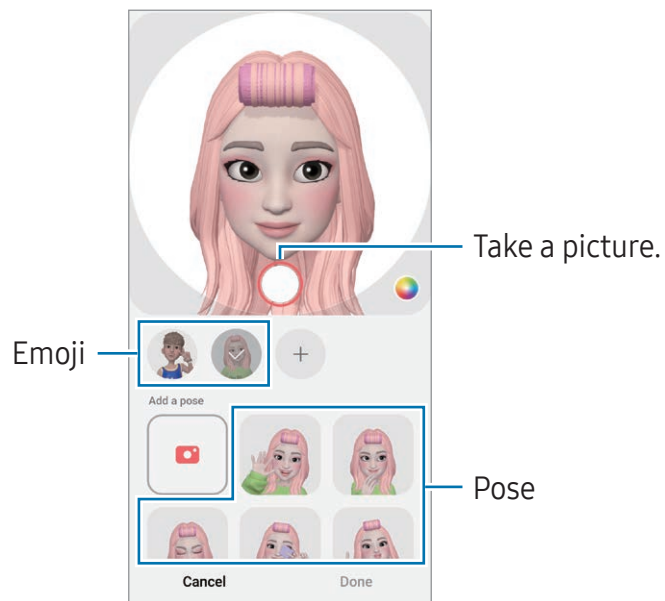 Take a picture.
Emoji
Add a pose
Pose
Cancel
Done